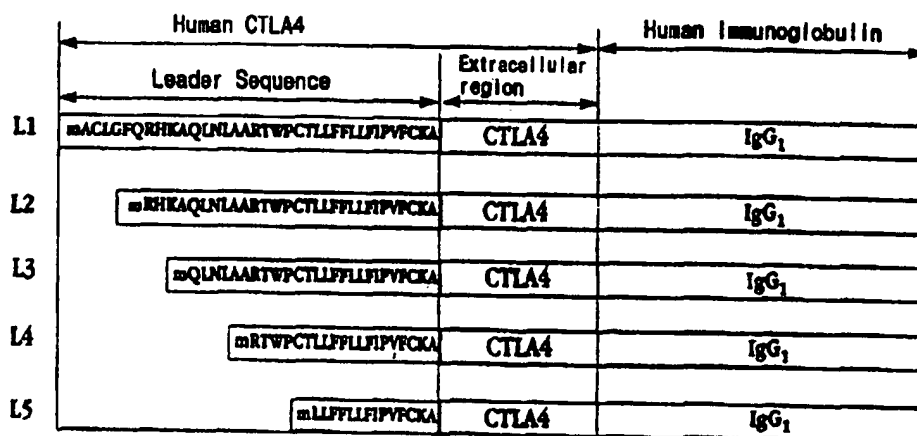 Human CTLA4 Human Immunoglobulin
Leader Sequence Extracellular region
L1 mACLGFQRHKAQLNLAARTWPCTLLFFLLFIPVFCKA CTLA4 IgG1
L2 mRHKAQLNLAARTWPCTLLFFLLFIPVFCKA CTLA4 IgG1
L3 mQLNLAARTWPCTLLFFLLFIPVFCKA CTLA4 IgG1
L4 mRTWPCTLLFFLLFIPVFCKA CTLA4 IgG1
L5 mLLFFLLFIPVFCKA CTLA4 IgG1